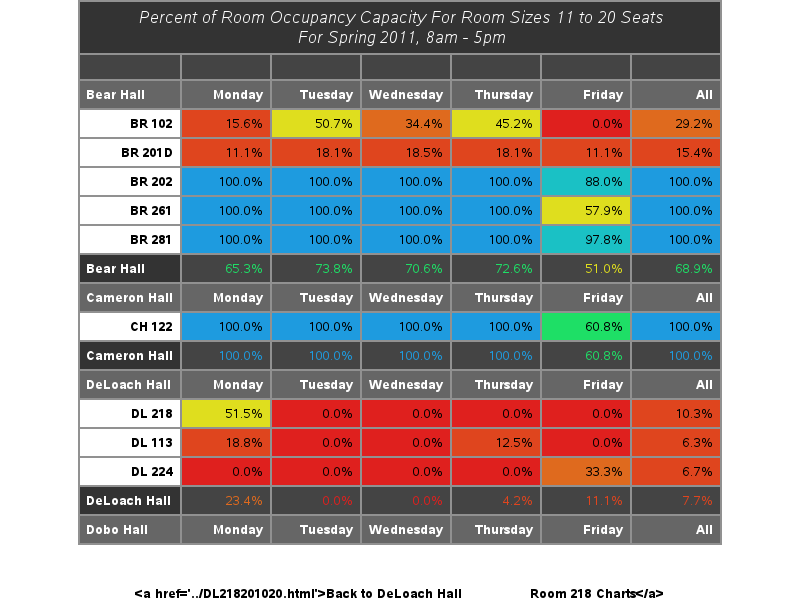 Percent of Room Occupancy Capacity For Room Sizes 11 to 20 Seats
For Spring 2011, 8am - 5pm
Bear Hall Monday Tuesday Wednesday Thursday Friday All
BR 102 15.6% 50.7% 34.4% 45.2% 0.0% 29.2%
BR 201D 11.1% 18.1% 18.5% 18.1% 11.1% 15.4%
BR 202 100.0% 100.0% 100.0% 100.0% 88.0% 100.0%
BR 261 100.0% 100.0% 100.0% 100.0% 57.9% 100.0%
BR 281 100.0% 100.0% 100.0% 100.0% 97.8% 100.0%
Bear Hall 65.3% 73.8% 70.6% 72.6% 51.0% 68.9%
Cameron Hall Monday Tuesday Wednesday Thursday Friday All
CH 122 100.0% 100.0% 100.0% 100.0% 60.8% 100.0%
Cameron Hall 100.0% 100.0% 100.0% 100.0% 60.8% 100.0%
DeLoach Hall Monday Tuesday Wednesday Thursday Friday All
DL 218 51.5% 0.0% 0.0% 0.0% 0.0% 10.3%
DL 113 18.8% 0.0% 0.0% 12.5% 0.0% 6.3%
DL 224 0.0% 0.0% 0.0% 0.0% 33.3% 6.7%
DeLoach Hall 23.4% 0.0% 0.0% 4.2% 11.1% 7.7%
Dobo Hall Monday Tuesday Wednesday Thursday Friday All
<a href='../DL218201020.html'>Back to DeLoach Hall Room 218 Charts</a>